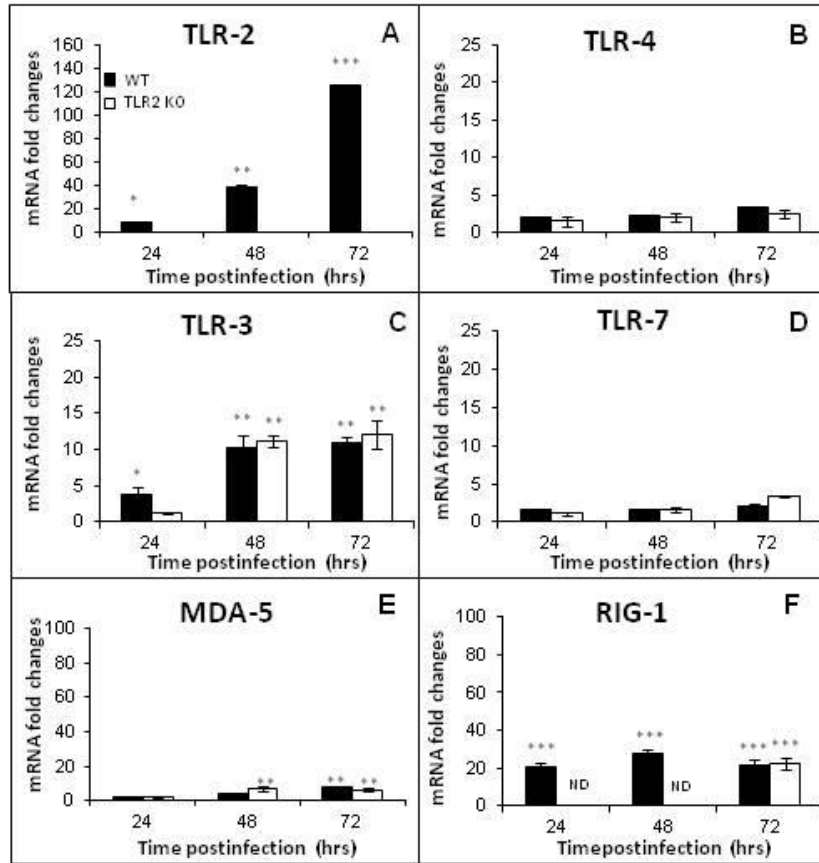 TLR-2 A
160
140
120
100
80
60
40
20
0
mRNA fold changes
WT
TLR2 KO
*
**
***
24 48 72
Time postinfection (hrs)
TLR-4 B
25
20
15
10
5
0
mRNA fold changes
24 48 72
Time postinfection (hrs)
TLR-3 C
25
20
15
10
5
0
mRNA fold changes
*
** **
** **
24 48 72
Time postinfection (hrs)
TLR-7 D
25
20
15
10
5
0
mRNA fold changes
24 48 72
Time postinfection (hrs)
MDA-5 E
100
80
60
40
20
0
mRNA fold changes
**
** **
24 48 72
Time postinfection (hrs)
RIG-1 F
100
80
60
40
20
0
mRNA fold changes
*** ND
*** ND
*** ***
24 48 72
Timepostinfection (hrs)